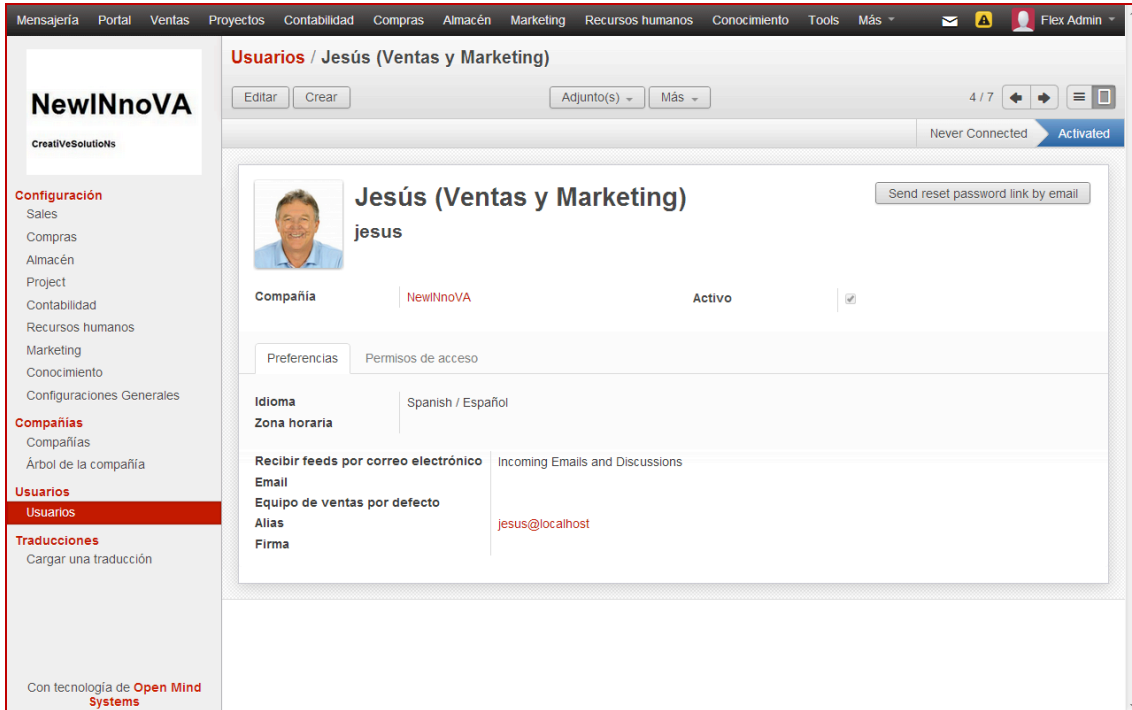 Mensajería Portal Ventas Proyectos Contabilidad Compras Almacén Marketing Recursos humanos Conocimiento Tools Más Flex Admin
NewINnoVA
CreatiVeSolutioNs
Configuración
Sales
Compras
Almacén
Project
Contabilidad
Recursos humanos
Marketing
Conocimiento
Configuraciones Generales
Compañías
Compañías
Árbol de la compañía
Usuarios
Usuarios
Traducciones
Cargar una traducción
Con tecnología de Open Mind
Systems
Usuarios / Jesús (Ventas y Marketing)
Editar Crear Adjunto(s) Más 4 / 7
Never Connected Activated
Jesús (Ventas y Marketing)
Send reset password link by email
jesus
Compañía NewINnoVA Activo
Preferencias Permisos de acceso
Idioma Spanish / Español
Zona horaria
Recibir feeds por correo electrónico Incoming Emails and Discussions
Email
Equipo de ventas por defecto
Alias jesus@localhost
Firma